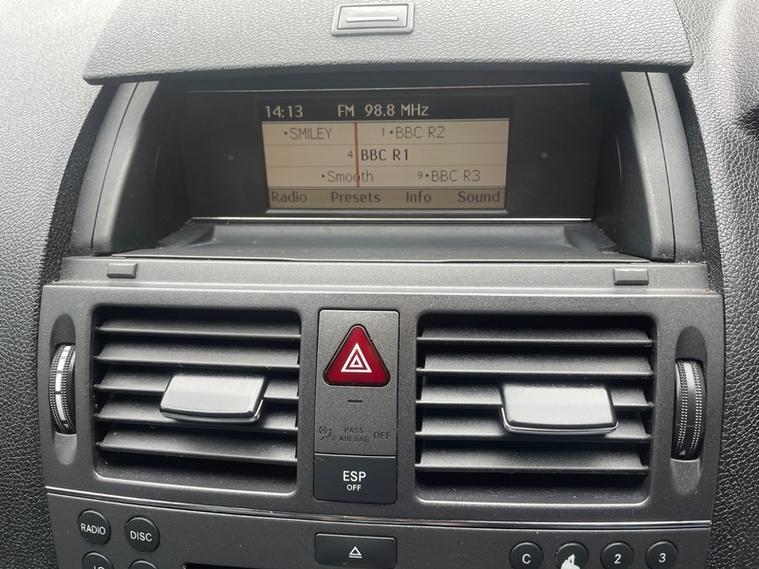 14:13 FM 98.8 MHz
•SMILEY 1•BBC R2
4 BBC R1
•Smooth 9•BBC R3
Radio Presets Info Sound
PASS
AIR BAG OFF
ESP
OFF
RADIO DISC
C 2 3